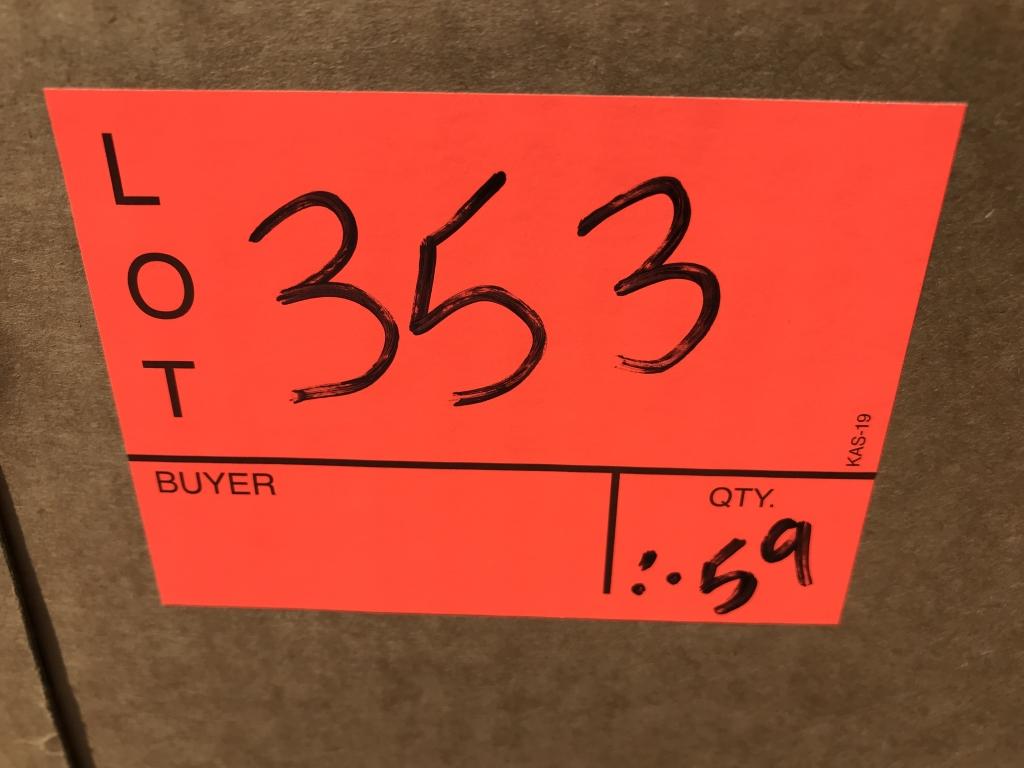 LOT
353
KAS-19
BUYER
QTY.
:.59